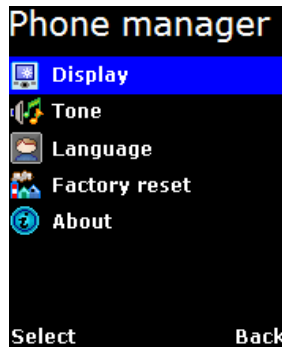 Phone manager
Display
Tone
Language
Factory reset
About
Select Back